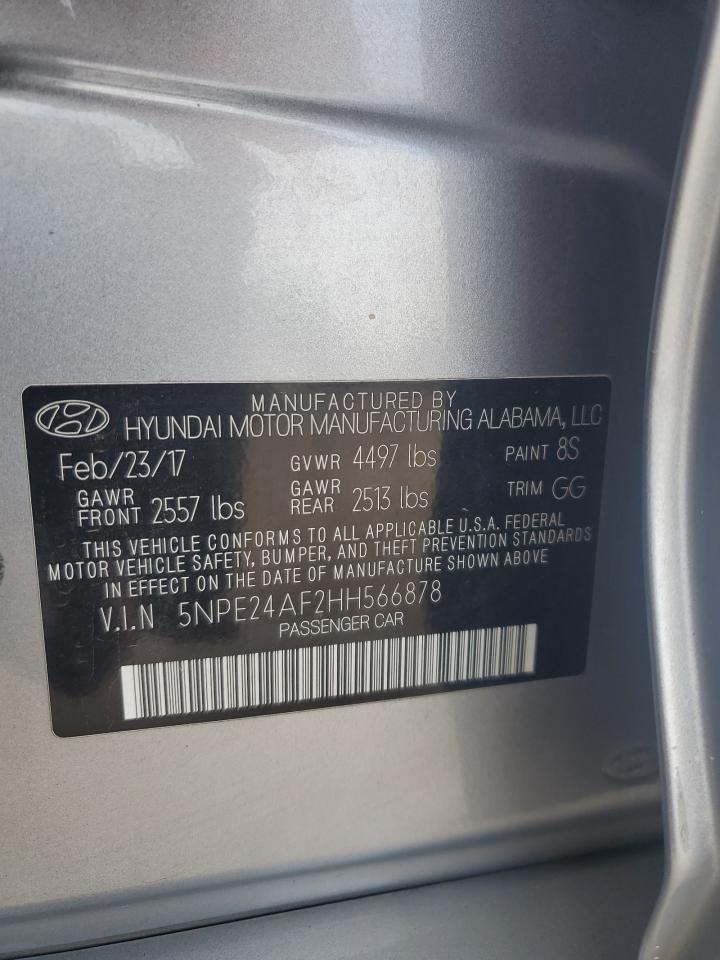 MANUFACTURED BY
HYUNDAI MOTOR MANUFACTURING ALABAMA, LLC
Feb/23/17 GVWR 4497 lbs PAINT 8S
GAWR FRONT 2557 lbs GAWR REAR 2513 lbs TRIM GG
THIS VEHICLE CONFORMS TO ALL APPLICABLE U.S.A. FEDERAL
MOTOR VEHICLE SAFETY, BUMPER, AND THEFT PREVENTION STANDARDS
IN EFFECT ON THE DATE OF MANUFACTURE SHOWN ABOVE
V.I.N 5NPE24AF2HH566878
PASSENGER CAR